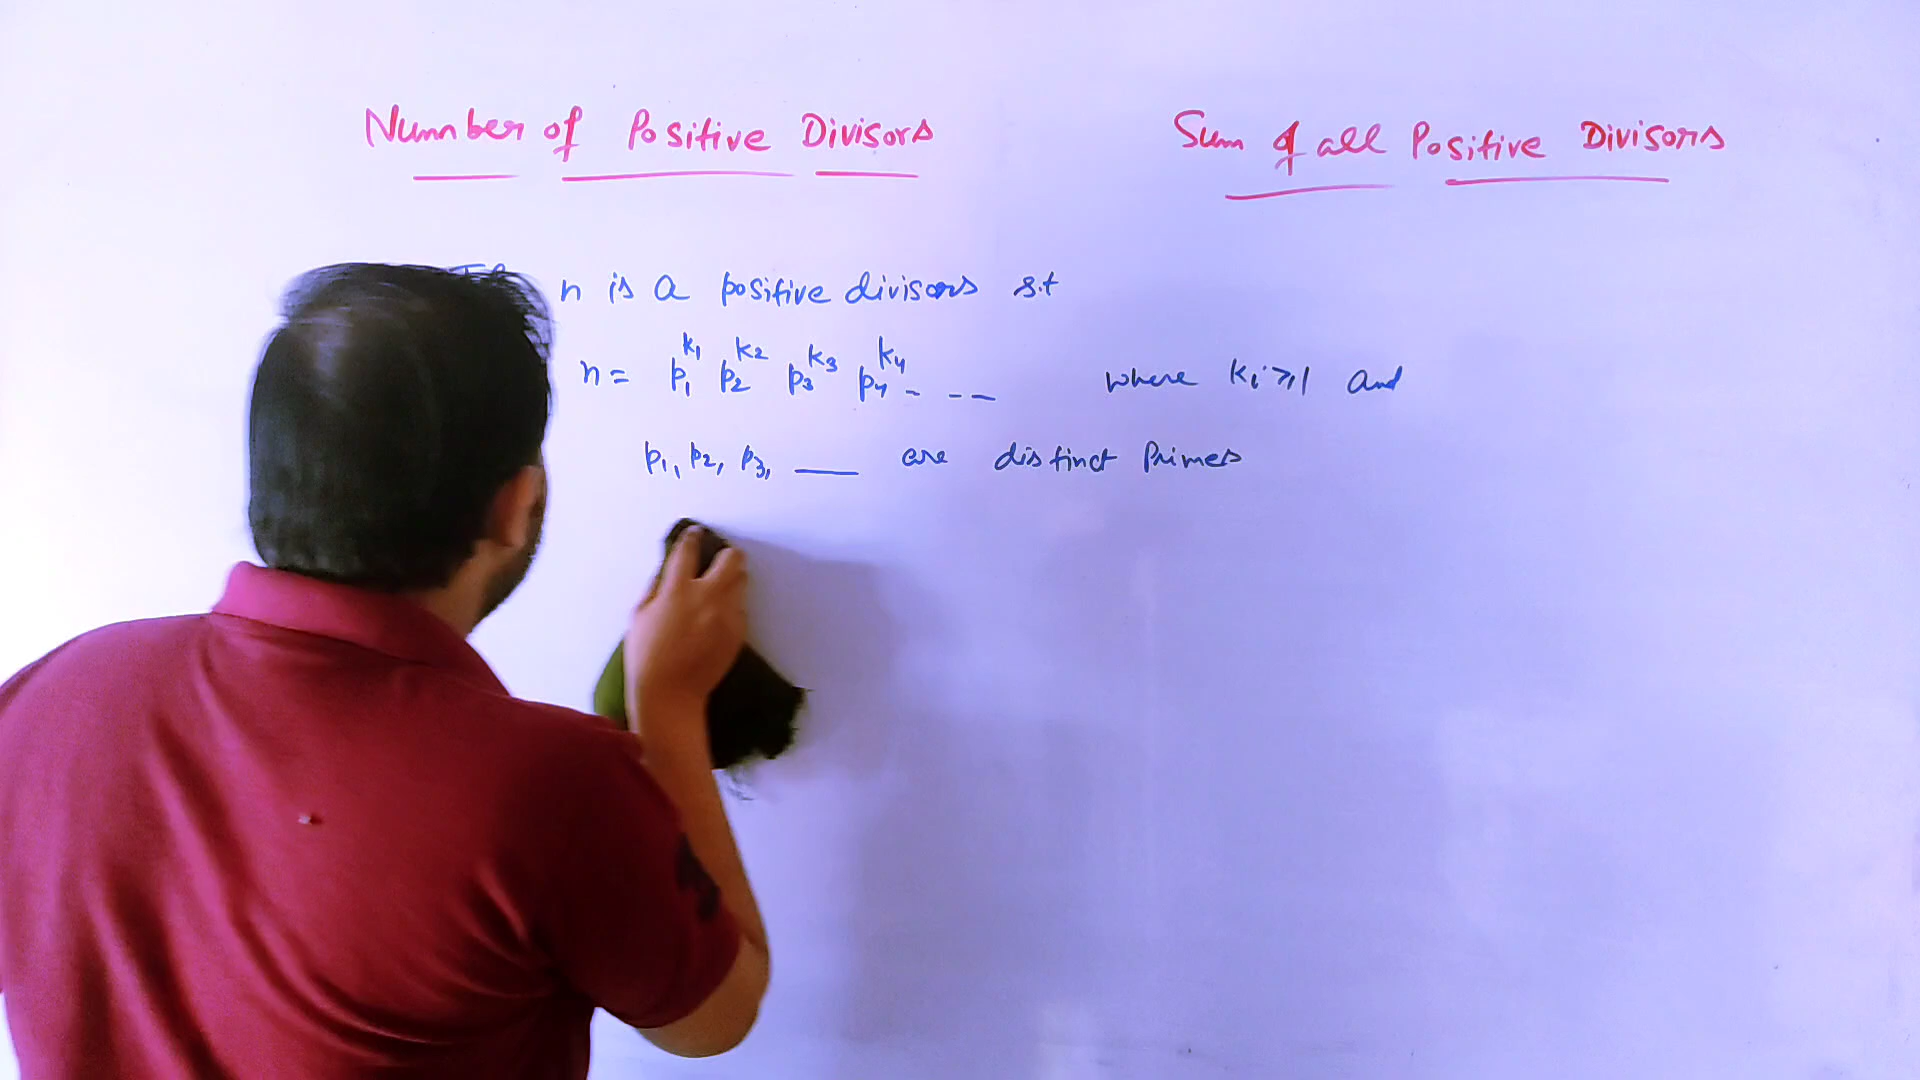 Number of Positive Divisors
Sum of all Positive Divisors
n is a positive divisors s.t
n = p₁^k₁ p₂^k₂ p₃^k₃ p₄^k₄ - -- where kᵢ ≥ 1 and
p₁, p₂, p₃, — are distinct Primes